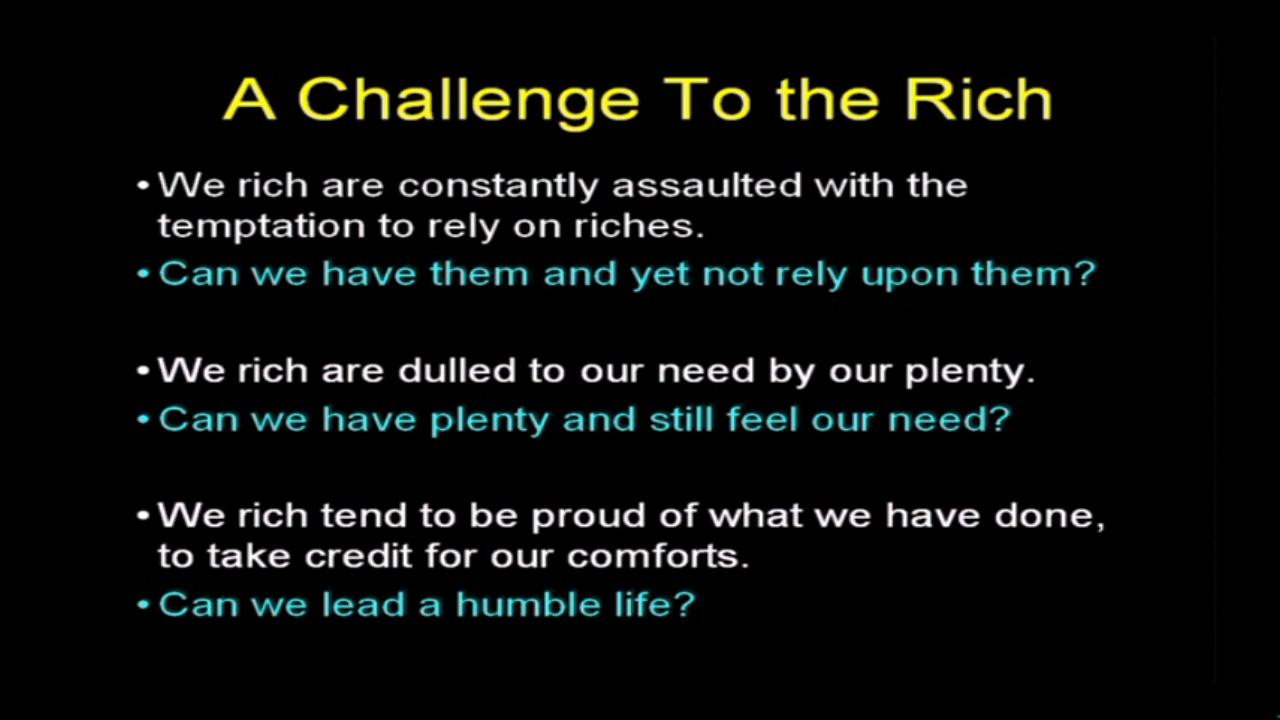 A Challenge To the Rich
•We rich are constantly assaulted with the
temptation to rely on riches.
•Can we have them and yet not rely upon them?
•We rich are dulled to our need by our plenty.
•Can we have plenty and still feel our need?
•We rich tend to be proud of what we have done,
to take credit for our comforts.
•Can we lead a humble life?